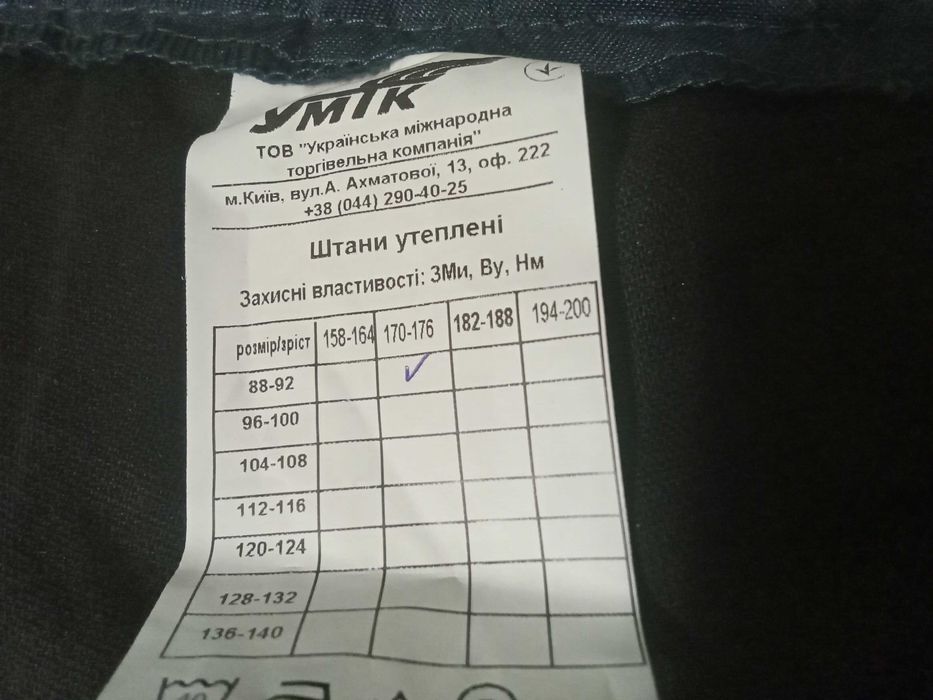 УМТК
ТОВ "Українська міжнародна
торгівельна компанія"
м.Київ, вул.А. Ахматової, 13, оф. 222
+38 (044) 290-40-25
Штани утеплені
Захисні властивості: ЗМи, Ву, Нм
розмір/зріст 158-164 170-176 182-188 194-200
88-92 ✓
96-100
104-108
112-116
120-124
128-132
136-140
40